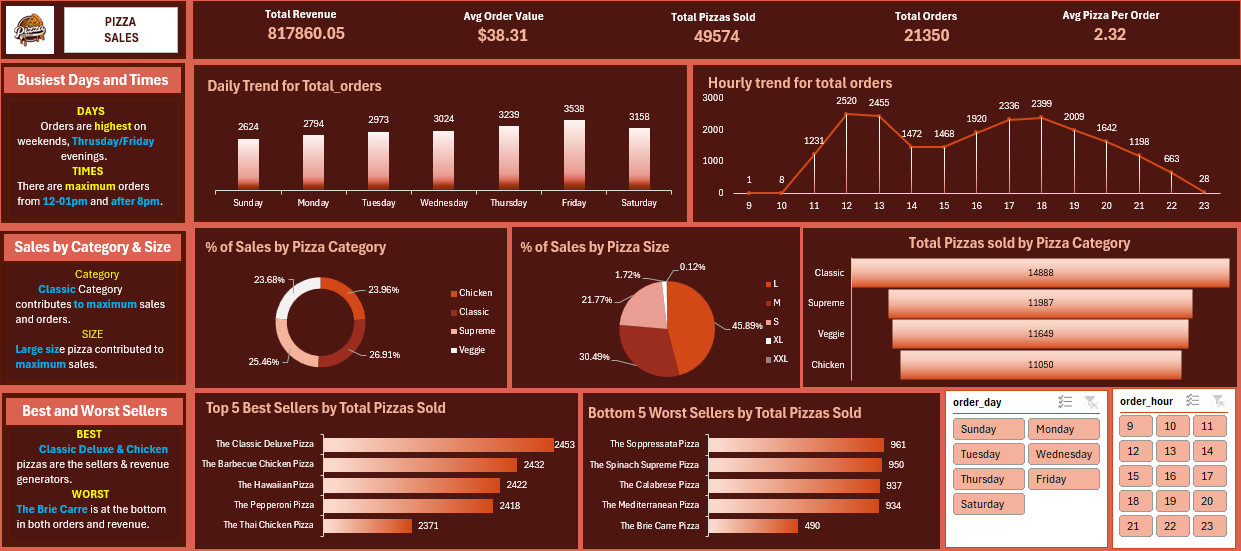 Pizza
PIZZA
SALES
Total Revenue
817860.05
Avg Order Value
$38.31
Total Pizzas Sold
49574
Total Orders
21350
Avg Pizza Per Order
2.32
Busiest Days and Times
DAYS
Orders are highest on
weekends, Thrusday/Friday
evenings.
TIMES
There are maximum orders
from 12-01pm and after 8pm.
Daily Trend for Total_orders
2624
2794
2973
3024
3239
3538
3158
Sunday
Monday
Tuesday
Wednesday
Thursday
Friday
Saturday
Hourly trend for total orders
3000
2000
1000
0
1
8
1231
2520
2455
1472
1468
1920
2336
2399
2009
1642
1198
663
28
9
10
11
12
13
14
15
16
17
18
19
20
21
22
23
Sales by Category & Size
Category
Classic Category
contributes to maximum sales
and orders.
SIZE
Large size pizza contributed to
maximum sales.
% of Sales by Pizza Category
23.68%
23.96%
25.46%
26.91%
Chicken
Classic
Supreme
Veggie
% of Sales by Pizza Size
1.72%
0.12%
21.77%
45.89%
30.49%
L
M
S
XL
XXL
Total Pizzas sold by Pizza Category
Classic
14888
Supreme
11987
Veggie
11649
Chicken
11050
Best and Worst Sellers
BEST
Classic Deluxe & Chicken
pizzas are the sellers & revenue
generators.
WORST
The Brie Carre is at the bottom
in both orders and revenue.
Top 5 Best Sellers by Total Pizzas Sold
The Classic Deluxe Pizza
2453
The Barbecue Chicken Pizza
2432
The Hawaiian Pizza
2422
The Pepperoni Pizza
2418
The Thai Chicken Pizza
2371
Bottom 5 Worst Sellers by Total Pizzas Sold
The Soppressata Pizza
961
The Spinach Supreme Pizza
950
The Calabrese Pizza
937
The Mediterranean Pizza
934
The Brie Carre Pizza
490
order_day
Sunday
Monday
Tuesday
Wednesday
Thursday
Friday
Saturday
order_hour
9
10
11
12
13
14
15
16
17
18
19
20
21
22
23